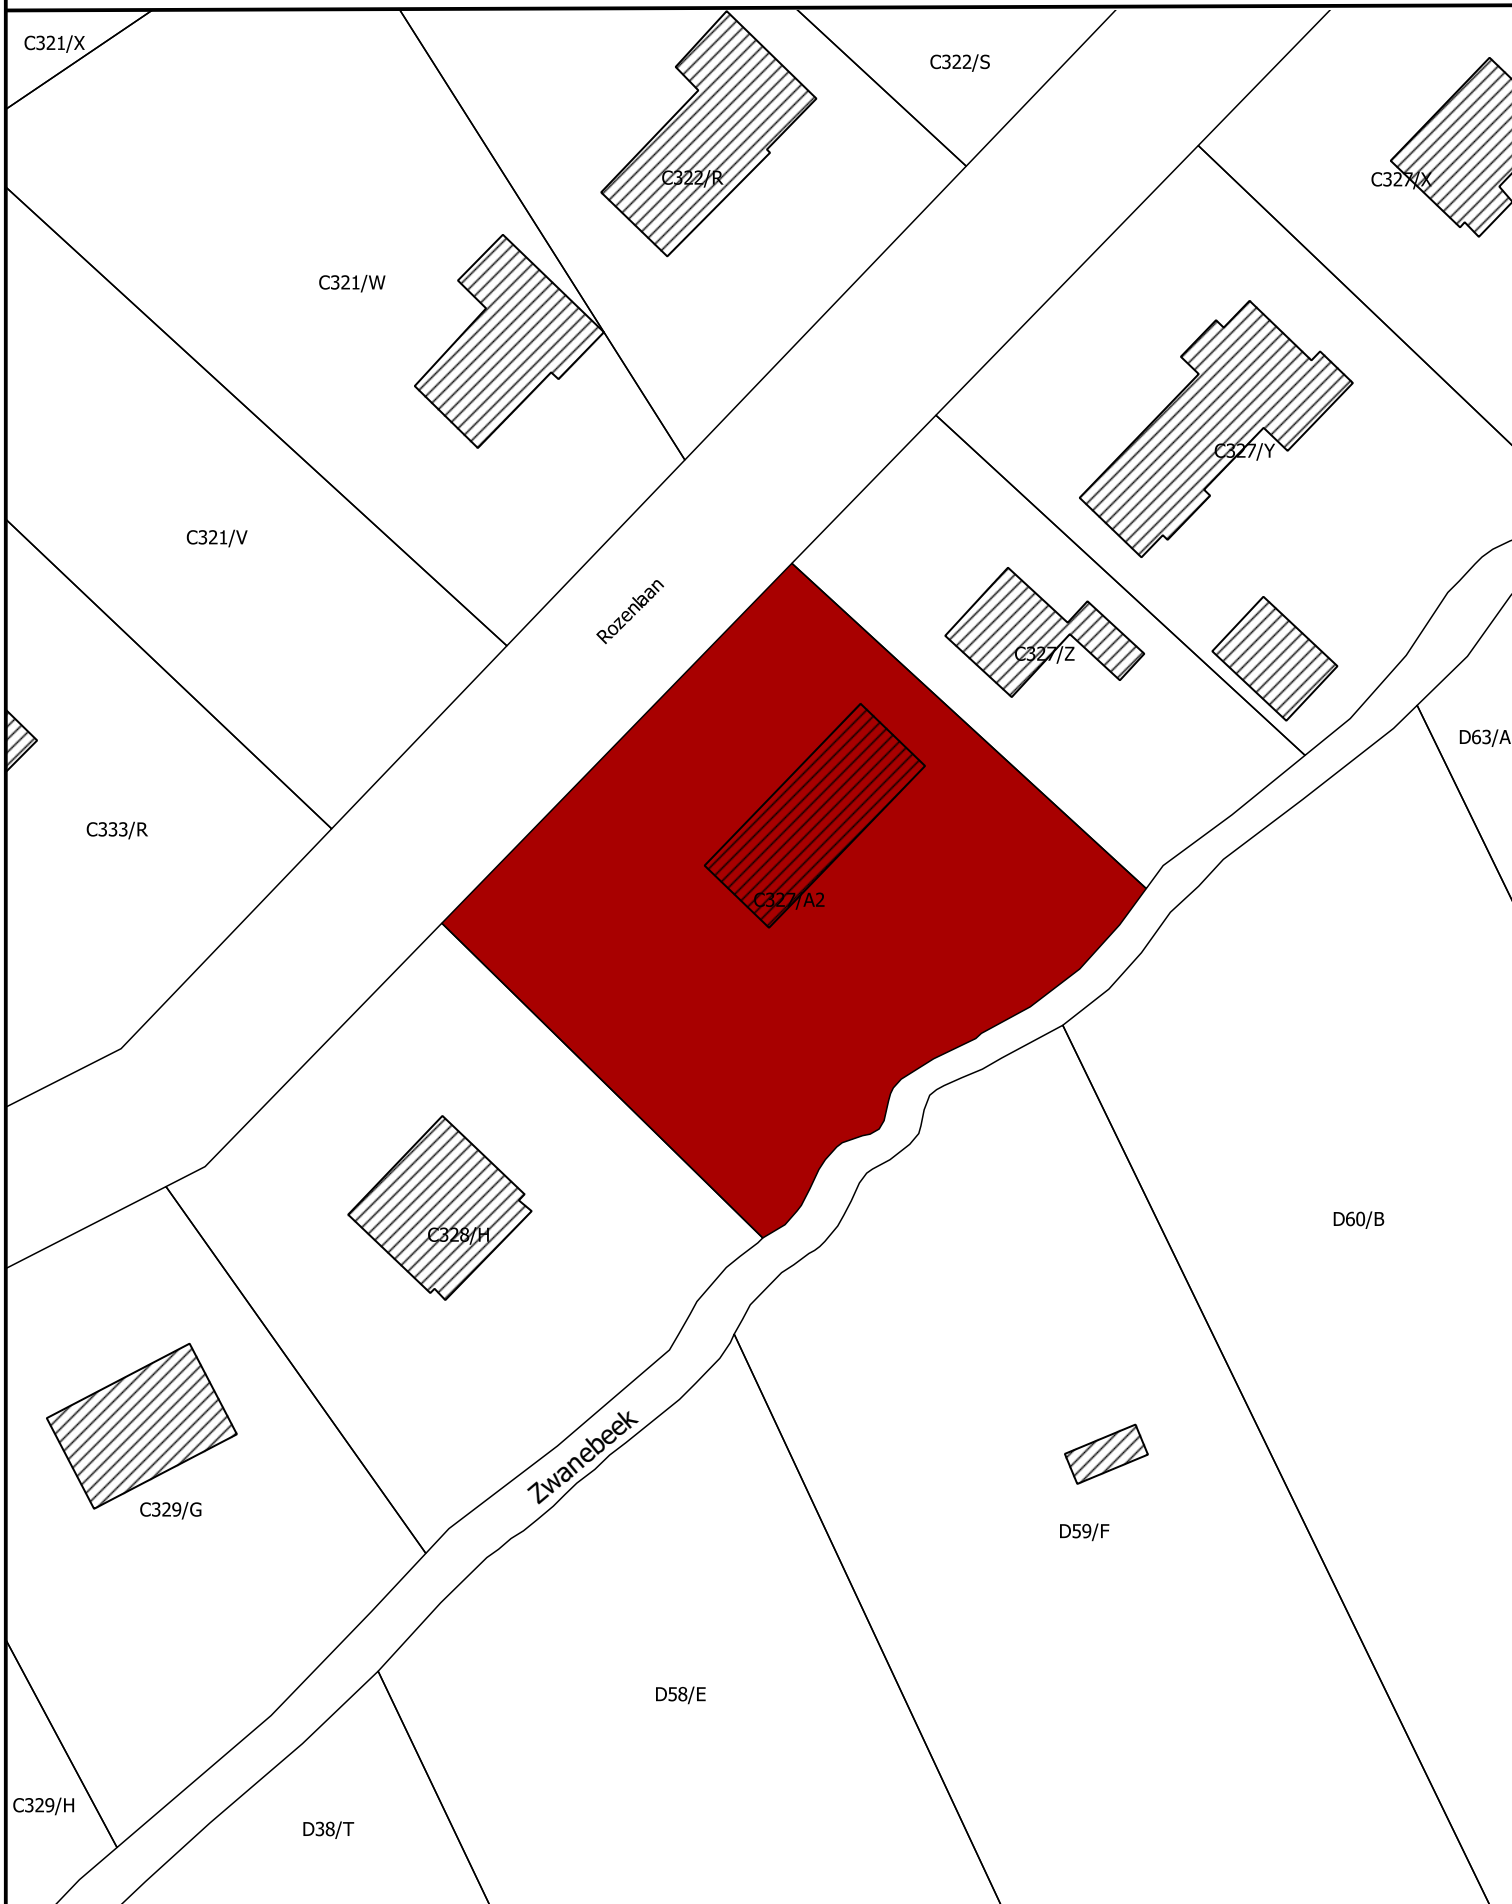 C321/X
C322/S
C322/R
C327/X
C321/W
C327/Y
C321/V
Rozenlaan
C327/Z
D63/A
C333/R
C327/A2
D60/B
C328/H
Zwanebeek
C329/G
D59/F
D58/E
C329/H
D38/T